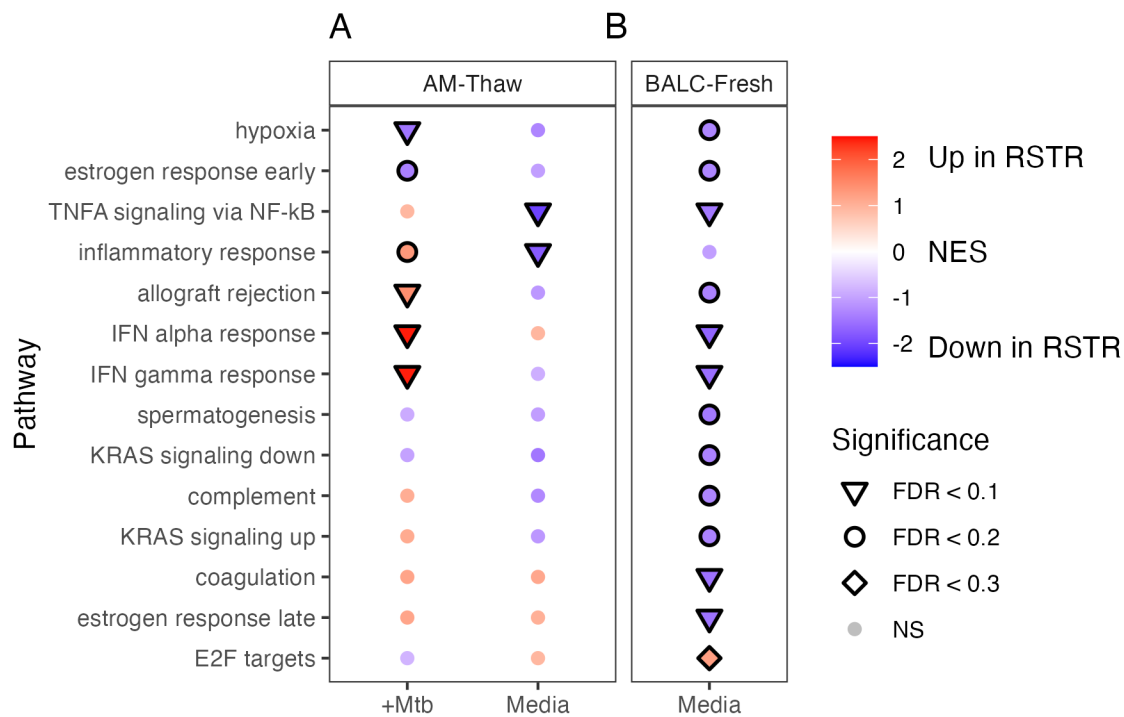 A
B
AM-Thaw
BALC-Fresh
Pathway
hypoxia
estrogen response early
TNFA signaling via NF-kB
inflammatory response
allograft rejection
IFN alpha response
IFN gamma response
spermatogenesis
KRAS signaling down
complement
KRAS signaling up
coagulation
estrogen response late
E2F targets
+Mtb
Media
Media
2
1
0
-1
-2
Up in RSTR
NES
Down in RSTR
Significance
FDR < 0.1
FDR < 0.2
FDR < 0.3
NS